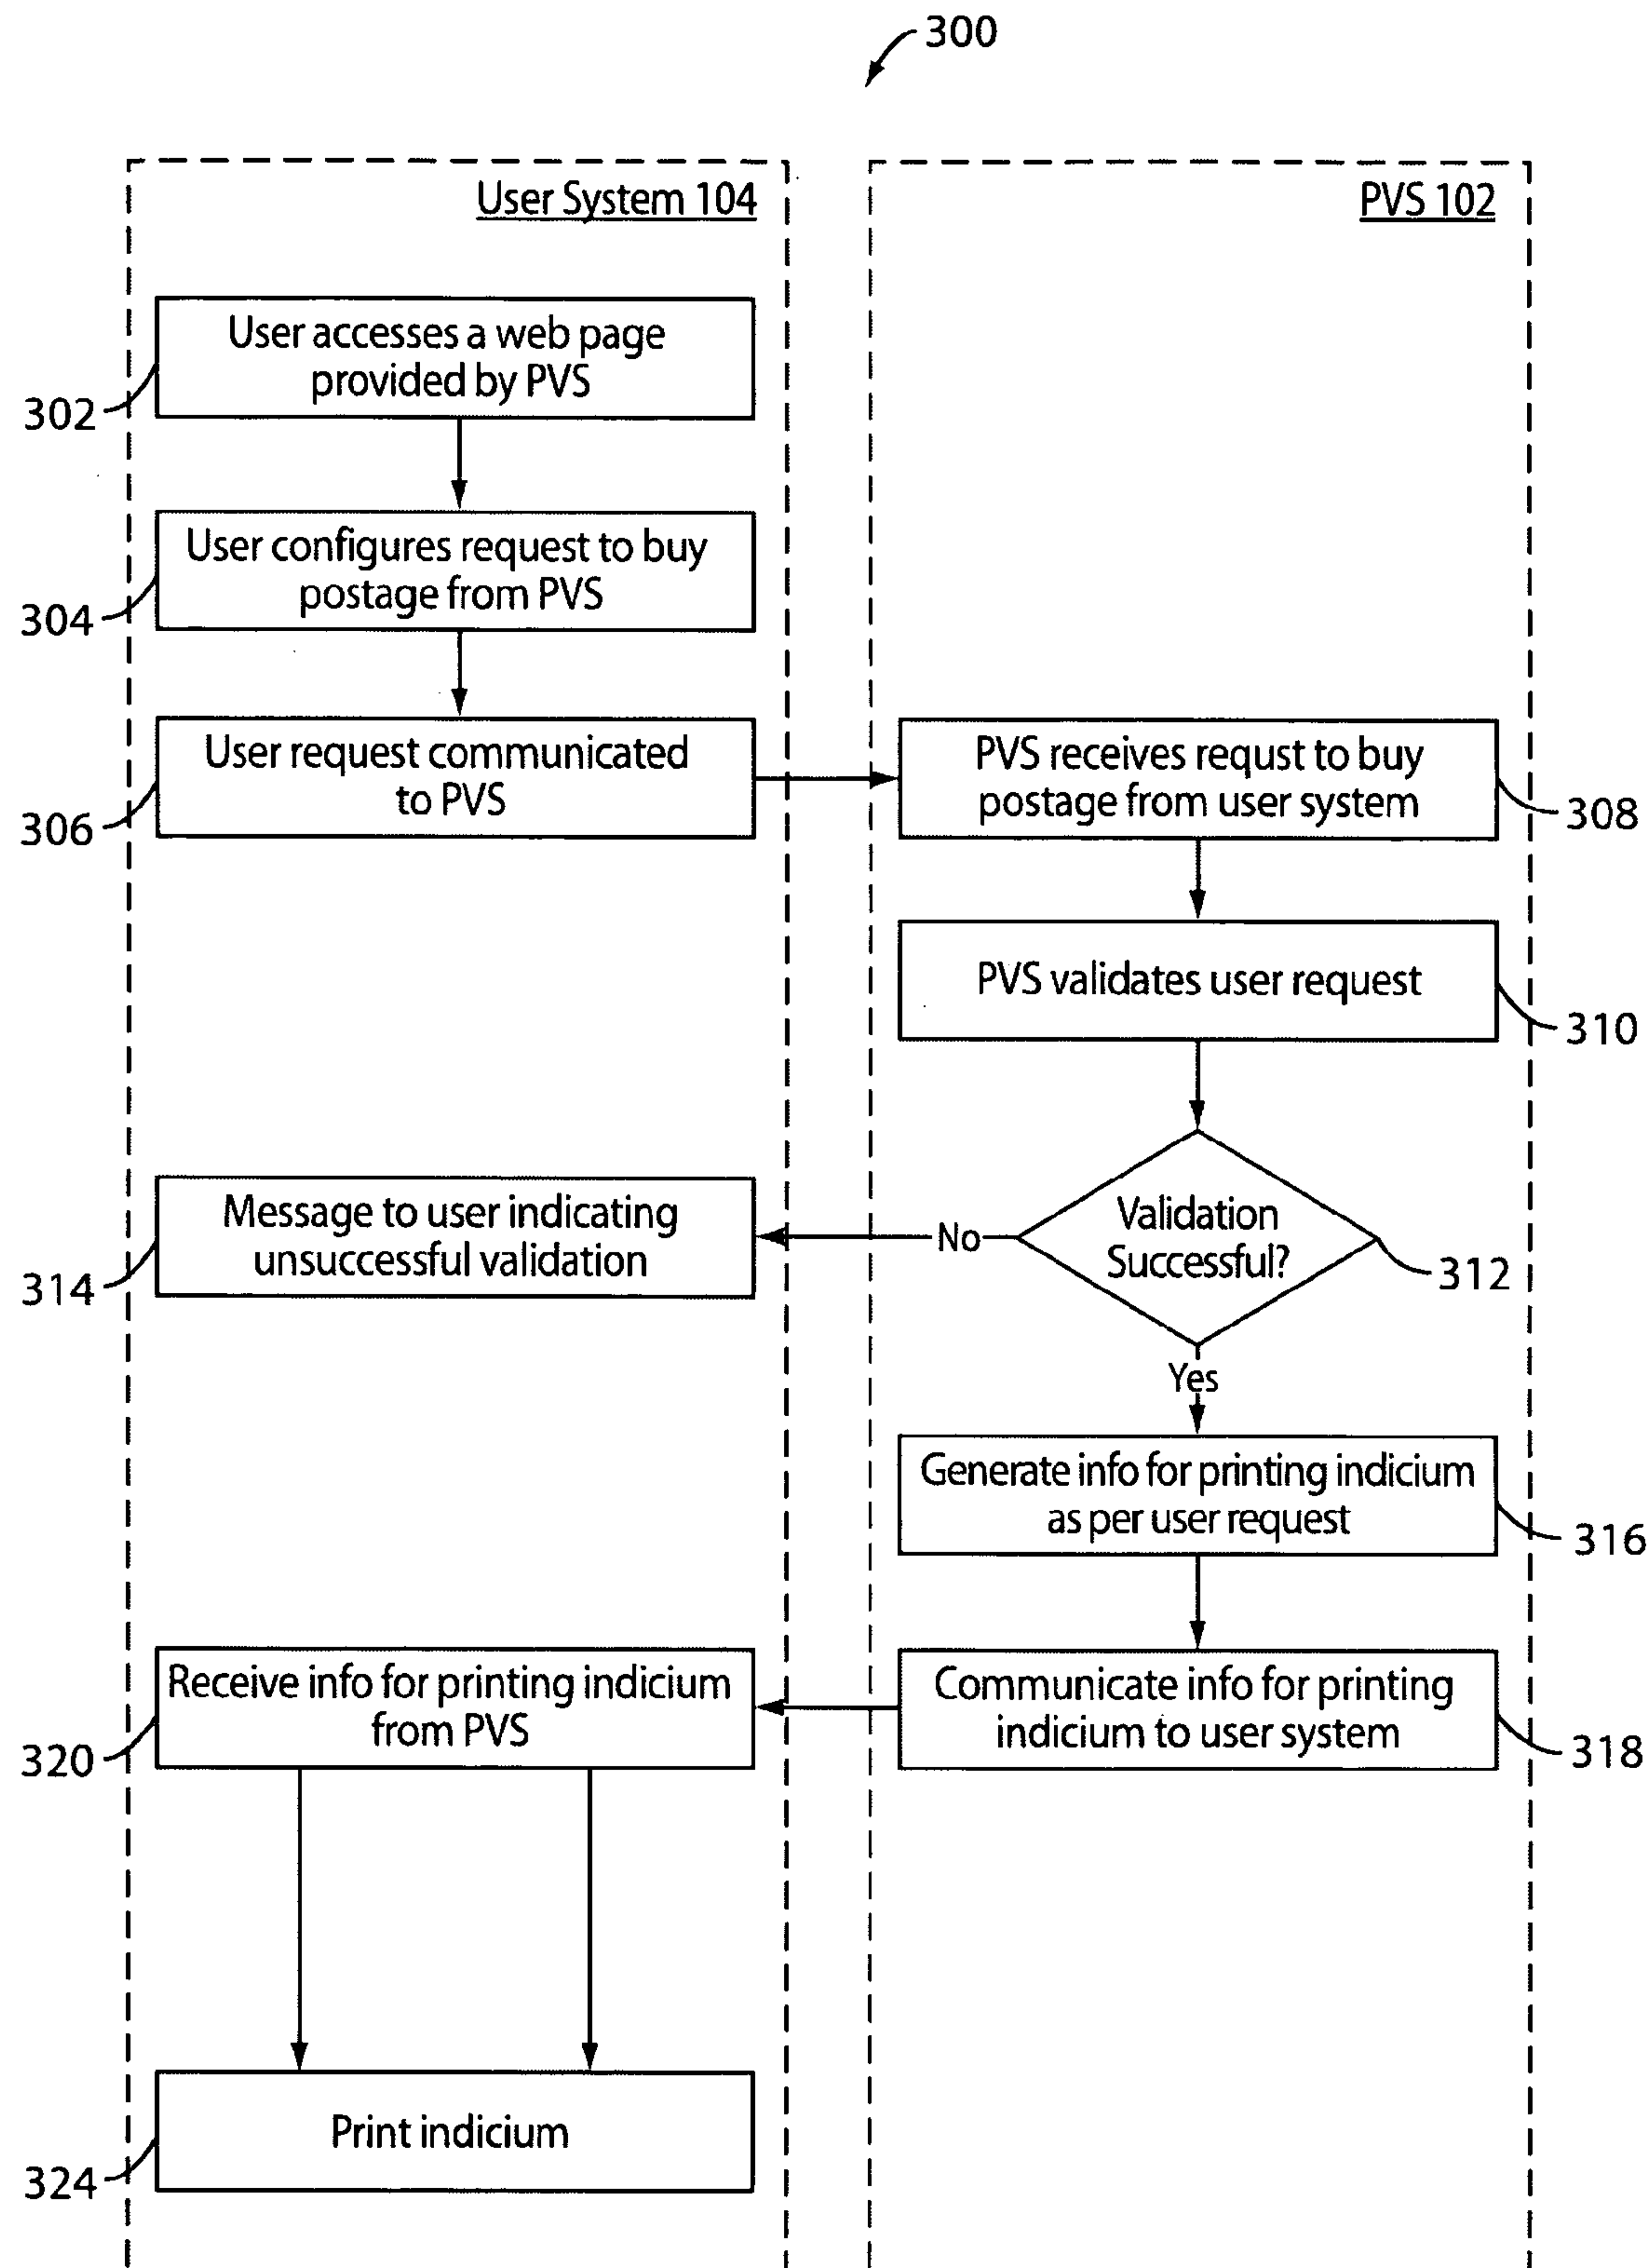 300
User System 104
PVS 102
User accesses a web page
provided by PVS
302
User configures request to buy
postage from PVS
304
User request communicated
to PVS
306
PVS receives requst to buy
postage from user system
308
PVS validates user request
310
Validation
Successful?
312
No
Message to user indicating
unsuccessful validation
314
Yes
Generate info for printing indicium
as per user request
316
Communicate info for printing
indicium to user system
318
Receive info for printing indicium
from PVS
320
Print indicium
324